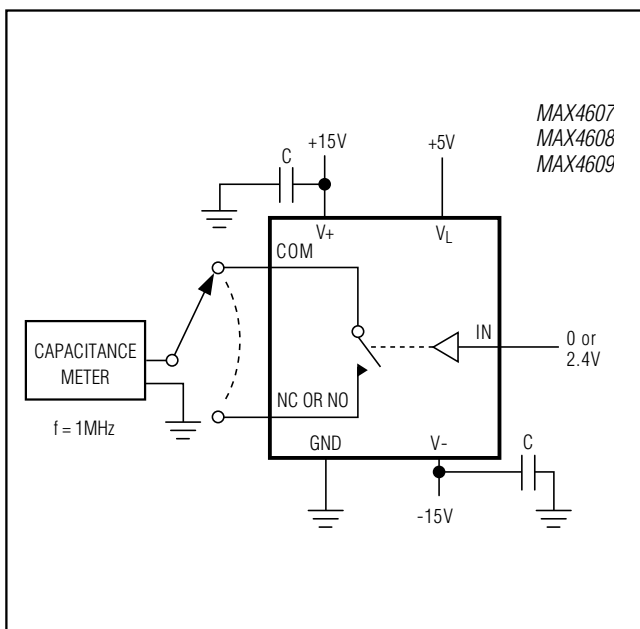 MAX4607
MAX4608
MAX4609
+15V
+5V
C
V+
VL
COM
IN
0 or
2.4V
CAPACITANCE
METER
NC OR NO
f = 1MHz
GND
V-
C
-15V